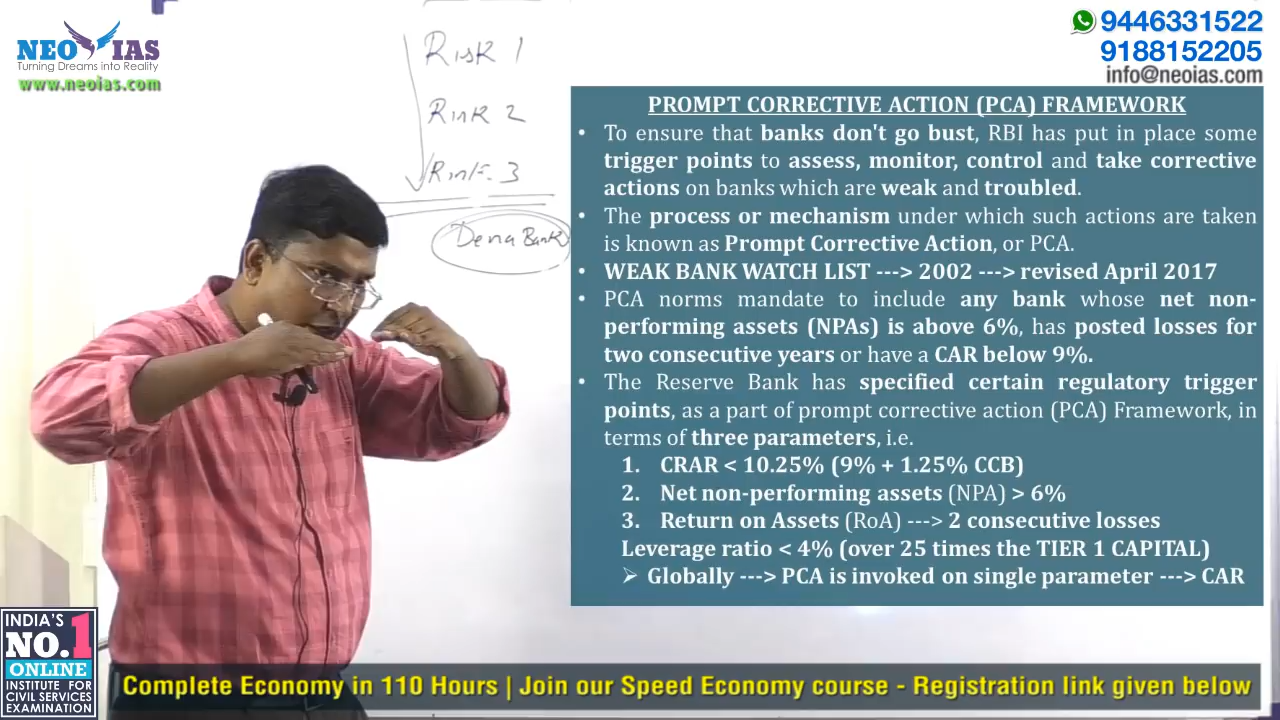 NEO IAS
Turning Dreams into Reality
www.neoias.com
Risk 1
Rink 2
Rink 3
Dena Bank
9446331522
9188152205
info@neoias.com
PROMPT CORRECTIVE ACTION (PCA) FRAMEWORK
• To ensure that banks don't go bust, RBI has put in place some
trigger points to assess, monitor, control and take corrective
actions on banks which are weak and troubled.
• The process or mechanism under which such actions are taken
is known as Prompt Corrective Action, or PCA.
• WEAK BANK WATCH LIST ---> 2002 ---> revised April 2017
• PCA norms mandate to include any bank whose net non-
performing assets (NPAs) is above 6%, has posted losses for
two consecutive years or have a CAR below 9%.
• The Reserve Bank has specified certain regulatory trigger
points, as a part of prompt corrective action (PCA) Framework, in
terms of three parameters, i.e.
1. CRAR < 10.25% (9% + 1.25% CCB)
2. Net non-performing assets (NPA) > 6%
3. Return on Assets (RoA) ---> 2 consecutive losses
Leverage ratio < 4% (over 25 times the TIER 1 CAPITAL)
➢ Globally ---> PCA is invoked on single parameter ---> CAR
INDIA'S
NO.1
ONLINE
INSTITUTE FOR
CIVIL SERVICES
EXAMINATION
Complete Economy in 110 Hours | Join our Speed Economy course - Registration link given below